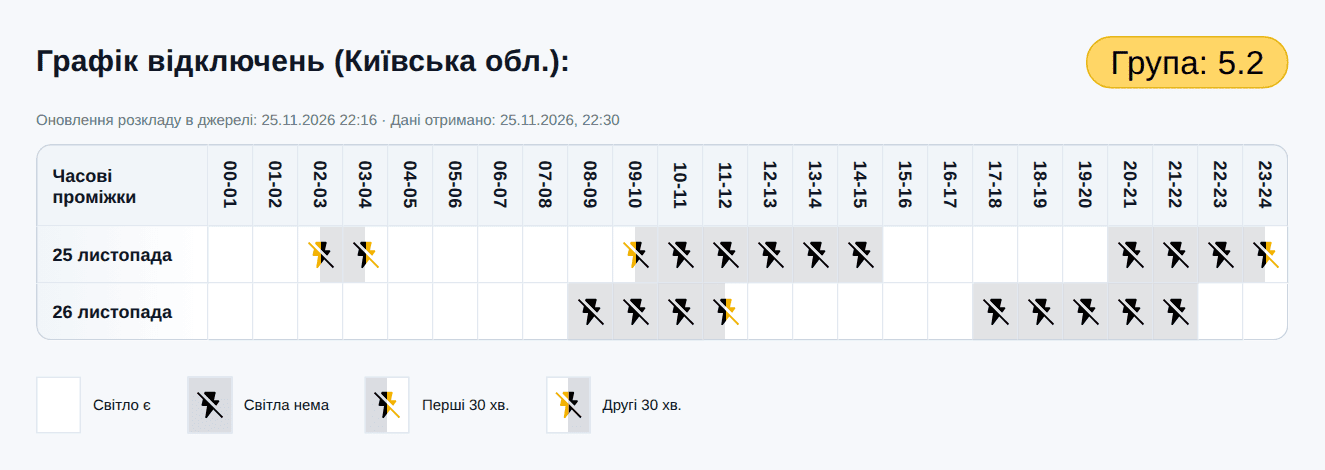 Графік відключень (Київська обл.):
Група: 5.2
Оновлення розкладу в джерелі: 25.11.2026 22:16 · Дані отримано: 25.11.2026, 22:30
Часові
проміжки
00-01
01-02
02-03
03-04
04-05
05-06
06-07
07-08
08-09
09-10
10-11
11-12
12-13
13-14
14-15
15-16
16-17
17-18
18-19
19-20
20-21
21-22
22-23
23-24
25 листопада
26 листопада
Світло є
Світла нема
Перші 30 хв.
Другі 30 хв.